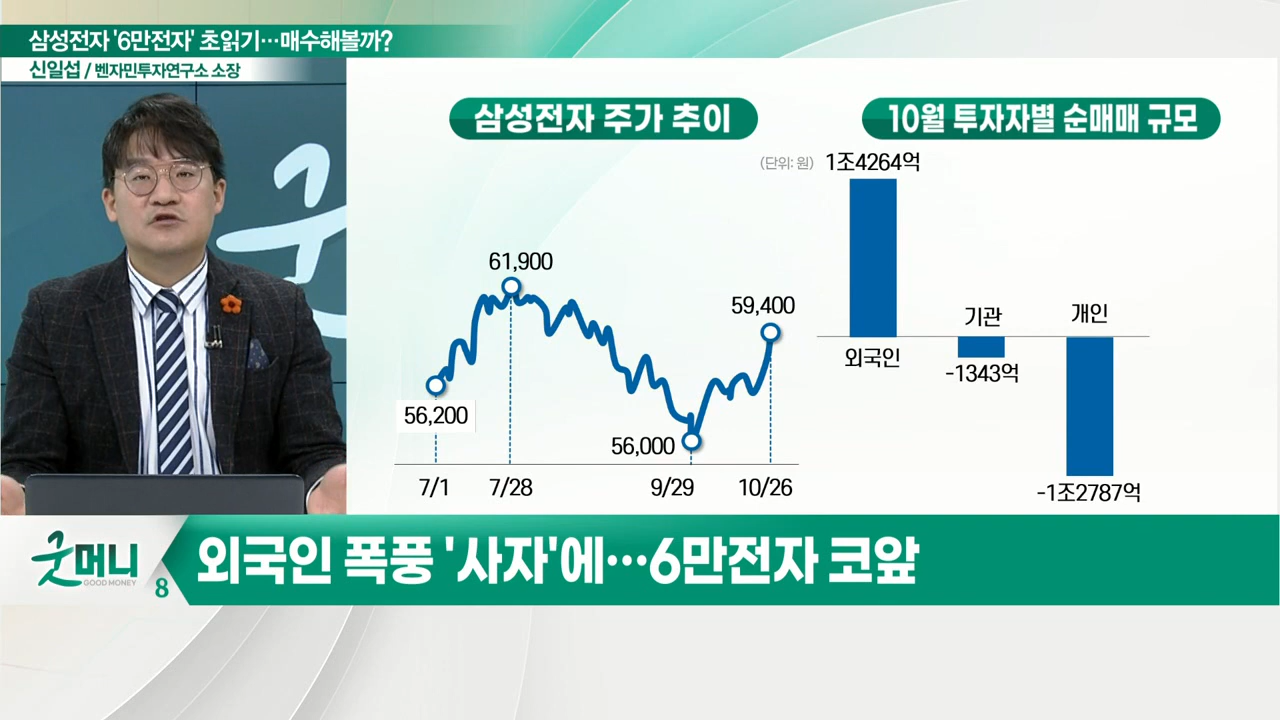 삼성전자 '6만전자' 초읽기…매수해볼까?
신일섭 / 벤자민투자연구소 소장
삼성전자 주가 추이
(단위: 원)
61,900
59,400
56,200
56,000
7/1 7/28 9/29 10/26
10월 투자자별 순매매 규모
1조4264억
기관 개인
외국인
-1343억
-1조2787억
굿머니
GOOD MONEY
8
외국인 폭풍 '사자'에…6만전자 코앞